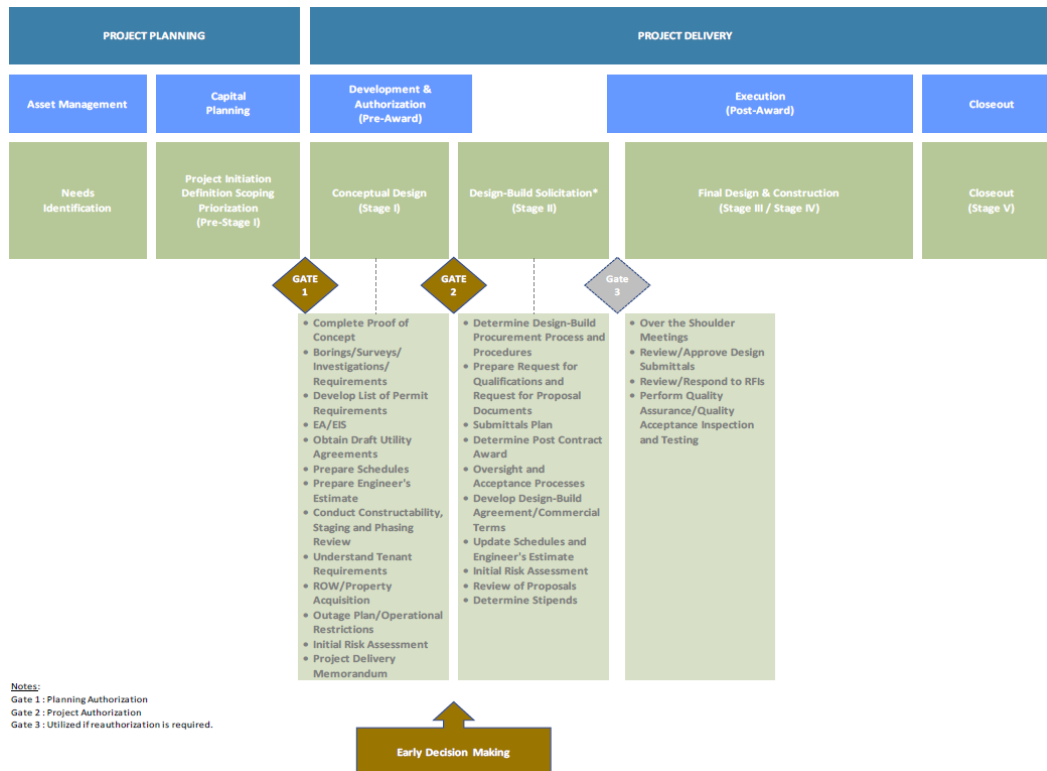 PROJECT PLANNING
PROJECT DELIVERY
Asset Management
Capital
Planning
Development &
Authorization
(Pre-Award)
Execution
(Post-Award)
Closeout
Needs
Identification
Project Initiation
Definition Scoping
Priorization
(Pre-Stage I)
Conceptual Design
(Stage I)
Design-Build Solicitation*
(Stage II)
Final Design & Construction
(Stage III / Stage IV)
Closeout
(Stage V)
GATE
1
GATE
2
Gate
3
• Complete Proof of
Concept
• Borings/Surveys/
Investigations/
Requirements
• Develop List of Permit
Requirements
• EA/EIS
• Obtain Draft Utility
Agreements
• Prepare Schedules
• Prepare Engineer's
Estimate
• Conduct Constructability,
Staging and Phasing
Review
• Understand Tenant
Requirements
• ROW/Property
Acquisition
• Outage Plan/Operational
Restrictions
• Initial Risk Assessment
• Project Delivery
Memorandum
• Determine Design-Build
Procurement Process and
Procedures
• Prepare Request for
Qualifications and
Request for Proposal
Documents
• Submittals Plan
• Determine Post Contract
Award
• Oversight and
Acceptance Processes
• Develop Design-Build
Agreement/Commercial
Terms
• Update Schedules and
Engineer's Estimate
• Initial Risk Assessment
• Review of Proposals
• Determine Stipends
• Over the Shoulder
Meetings
• Review/Approve Design
Submittals
• Review/Respond to RFIs
• Perform Quality
Assurance/Quality
Acceptance Inspection
and Testing
Notes:
Gate 1 : Planning Authorization
Gate 2 : Project Authorization
Gate 3 : Utilized if reauthorization is required.
Early Decision Making